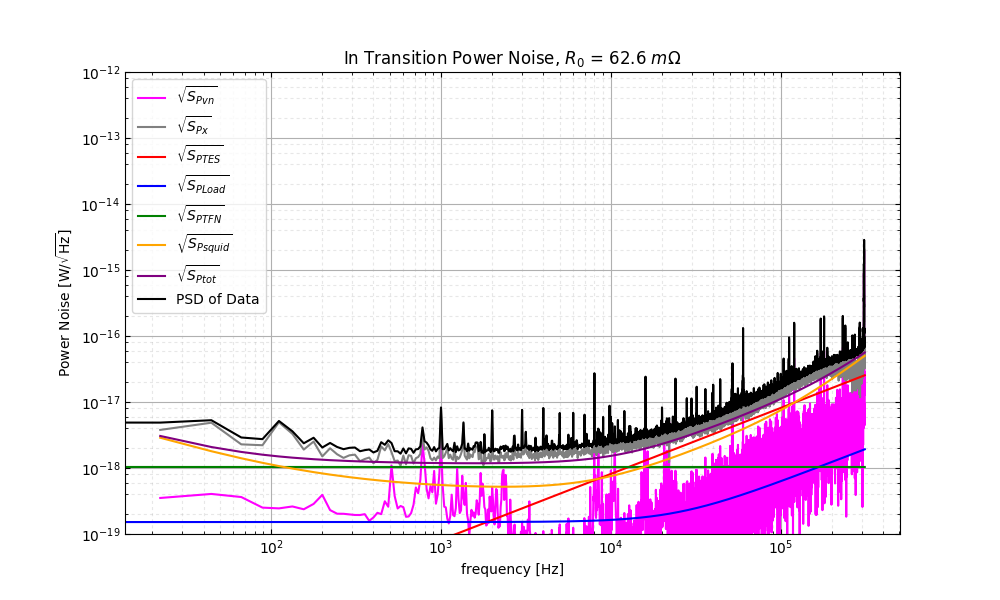 In Transition Power Noise, R₀ = 62.6 mΩ
Power Noise [W/√Hz]
10⁻¹²
10⁻¹³
10⁻¹⁴
10⁻¹⁵
10⁻¹⁶
10⁻¹⁷
10⁻¹⁸
10⁻¹⁹
√S_Pvn
√S_Px
√S_PTES
√S_PLoad
√S_PTFN
√S_Psquid
√S_Ptot
PSD of Data
10² 10³ 10⁴ 10⁵
frequency [Hz]